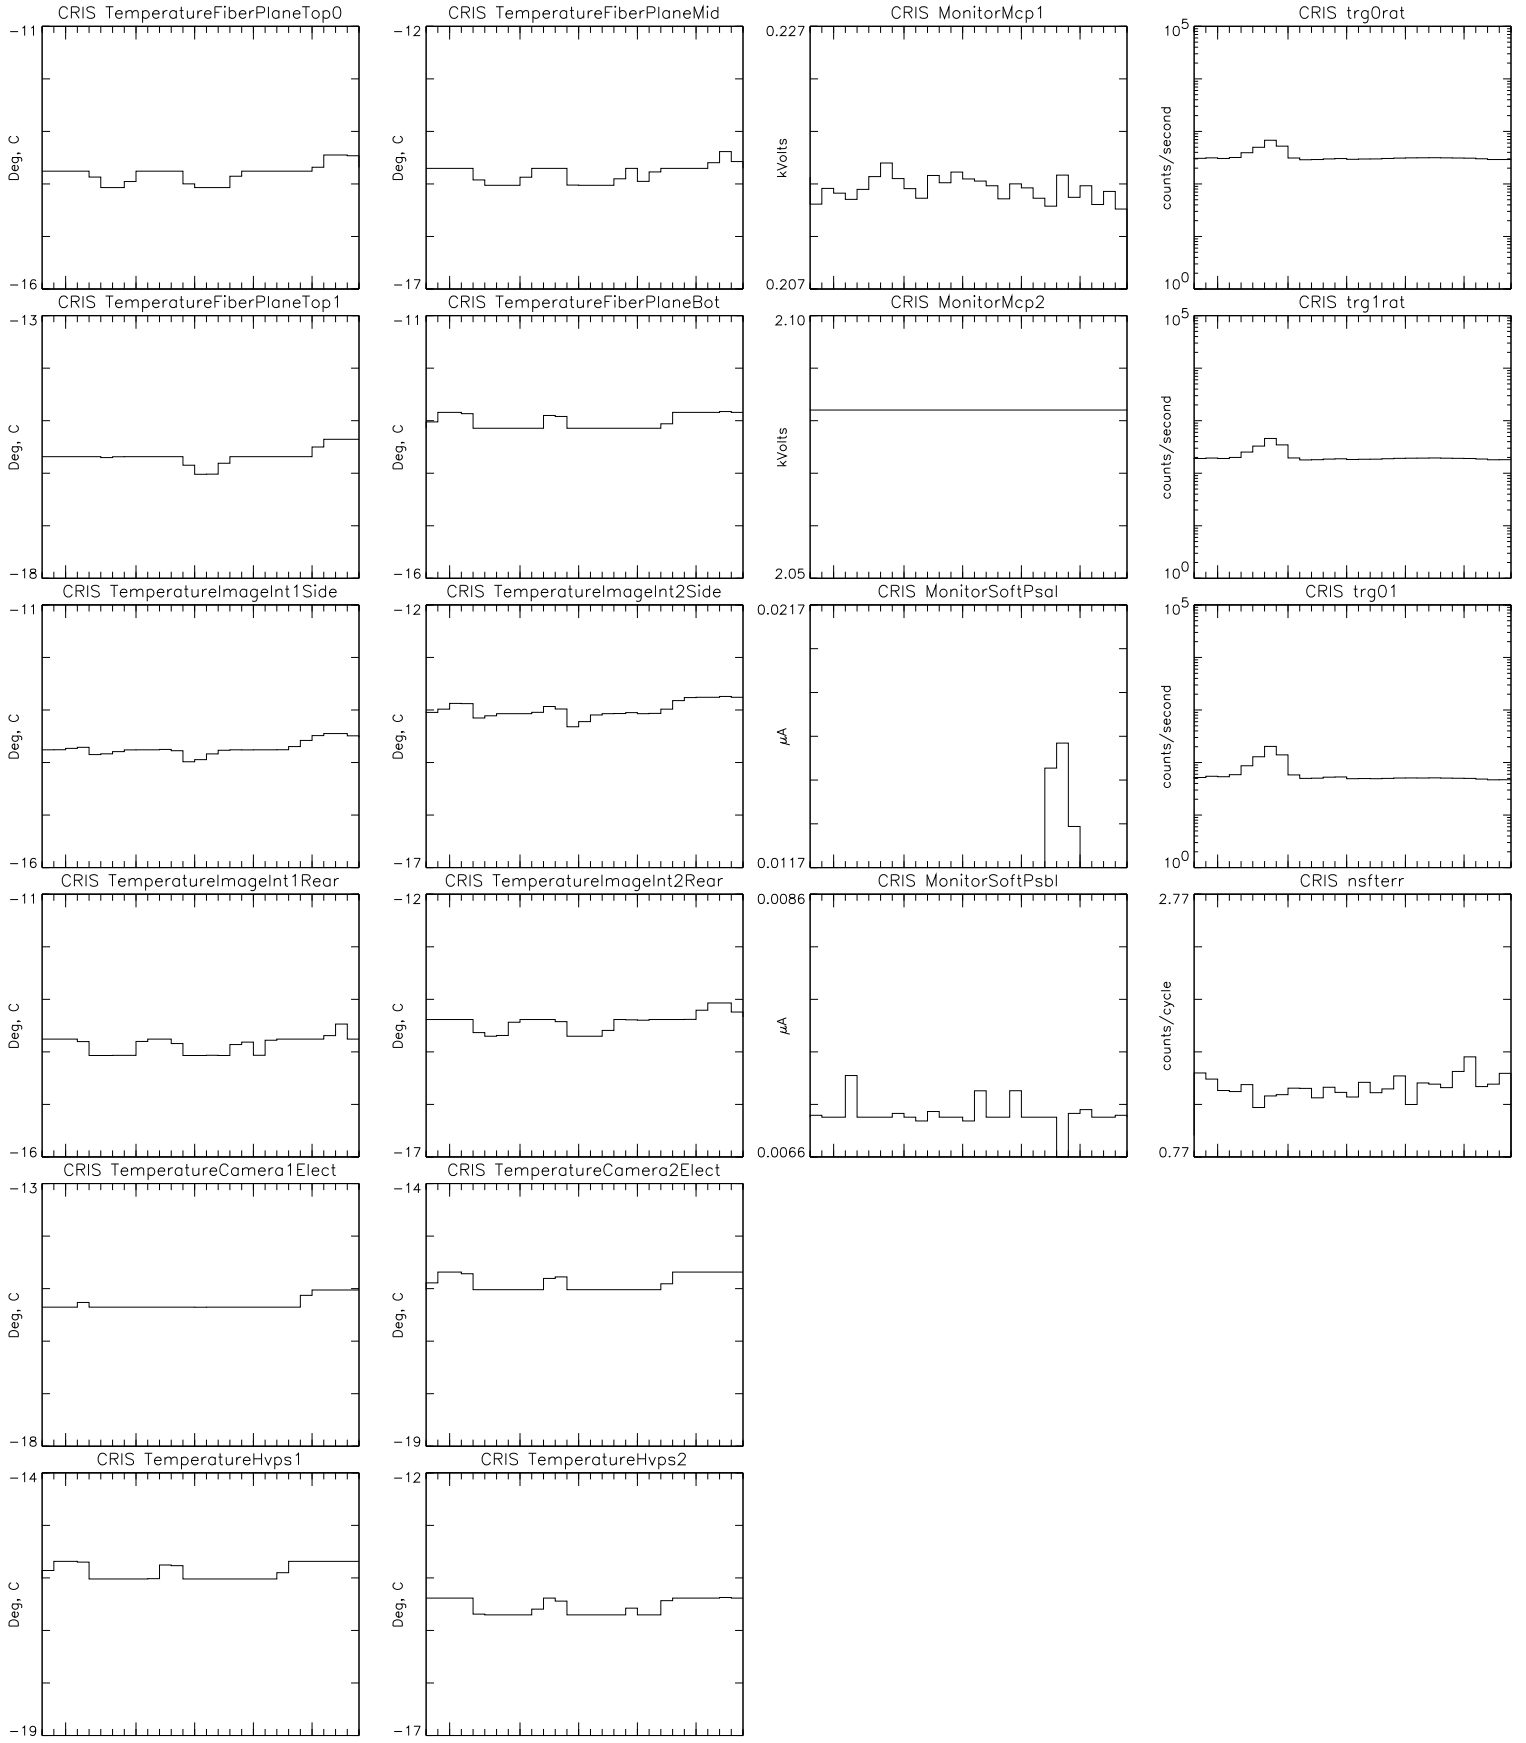 CRIS TemperatureFiberPlaneTop0
-11
Deg, C
-16
CRIS TemperatureFiberPlaneMid
-12
Deg, C
-17
CRIS MonitorMcp1
0.227
kVolts
0.207
CRIS trg0rat
10^5
counts/second
10^0
CRIS TemperatureFiberPlaneTop1
-13
Deg, C
-18
CRIS TemperatureFiberPlaneBot
-11
Deg, C
-16
CRIS MonitorMcp2
2.10
kVolts
2.05
CRIS trg1rat
10^5
counts/second
10^0
CRIS TemperatureImageInt1Side
-11
Deg, C
-16
CRIS TemperatureImageInt2Side
-12
Deg, C
-17
CRIS MonitorSoftPsaI
0.0217
μA
0.0117
CRIS trg01
10^5
counts/second
10^0
CRIS TemperatureImageInt1Rear
-11
Deg, C
-16
CRIS TemperatureImageInt2Rear
-12
Deg, C
-17
CRIS MonitorSoftPsbI
0.0086
μA
0.0066
CRIS nsfterr
2.77
counts/cycle
0.77
CRIS TemperatureCamera1Elect
-13
Deg, C
-18
CRIS TemperatureCamera2Elect
-14
Deg, C
-19
CRIS TemperatureHvps1
-14
Deg, C
-19
CRIS TemperatureHvps2
-12
Deg, C
-17